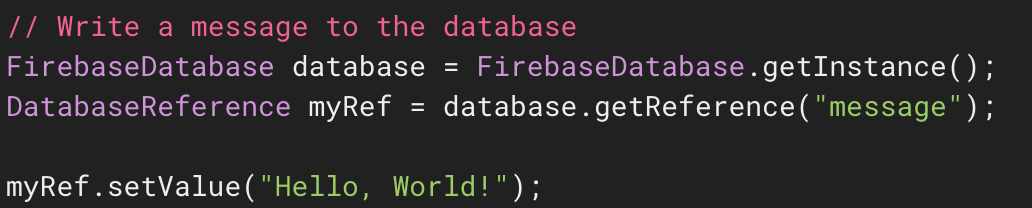 // Write a message to the database
FirebaseDatabase database = FirebaseDatabase.getInstance();
DatabaseReference myRef = database.getReference("message");
myRef.setValue("Hello, World!");